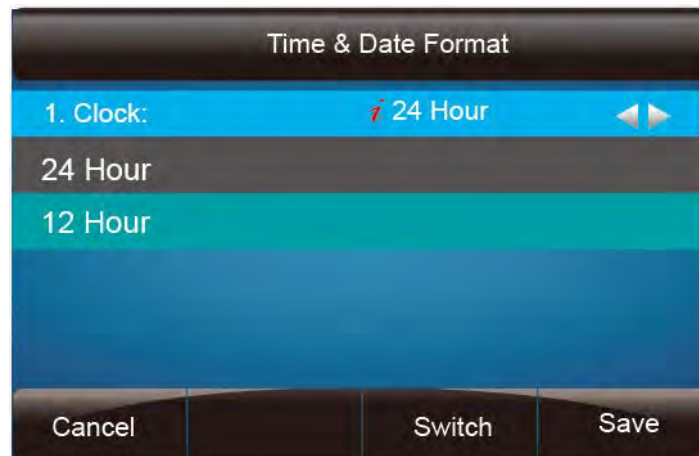 Time & Date Format
1. Clock: i 24 Hour
24 Hour
12 Hour
Cancel Switch Save